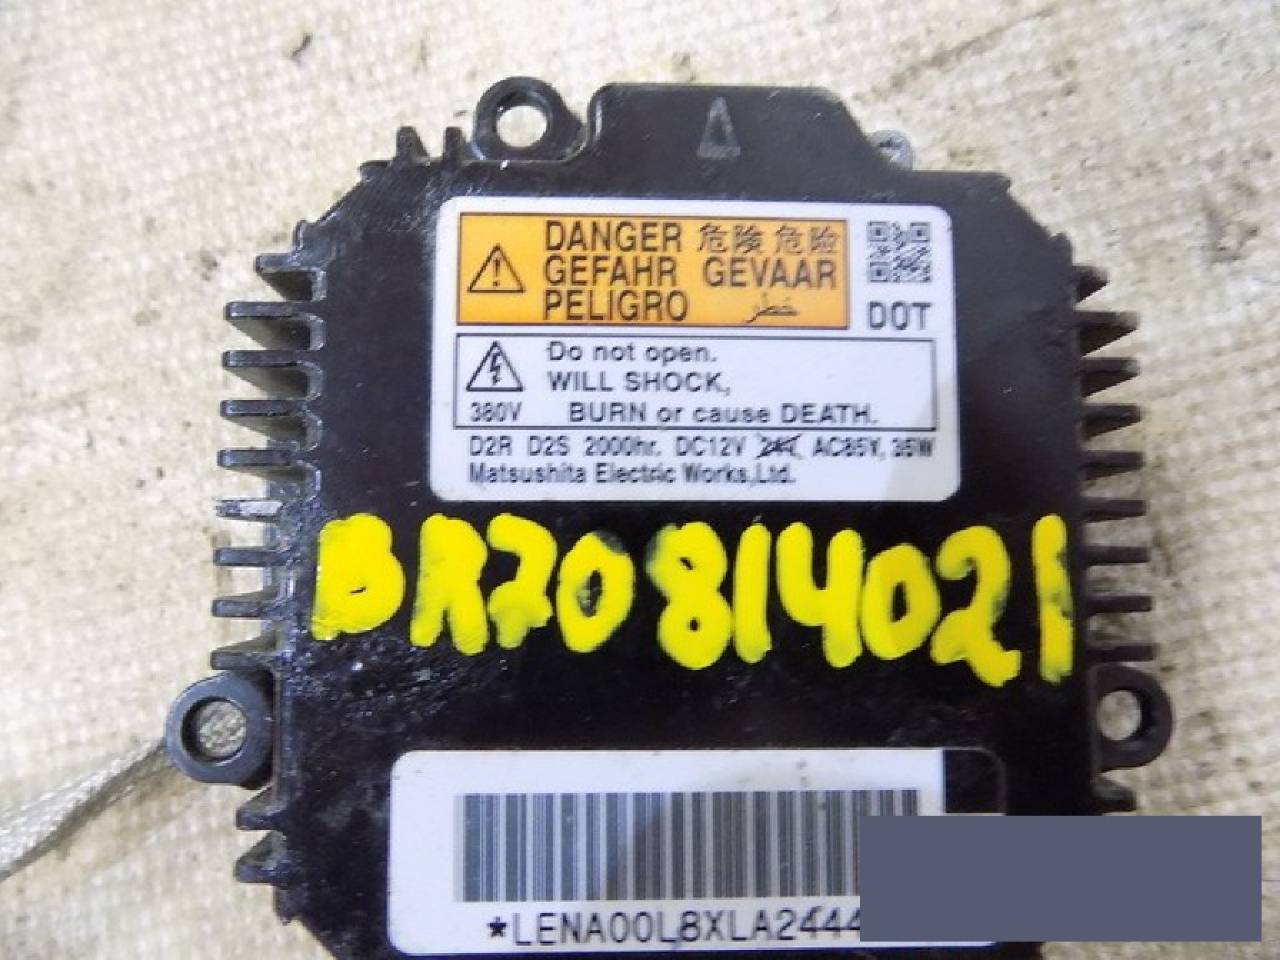 DANGER 危険 危险
GEFAHR GEVAAR
PELIGRO خطر
DOT
Do not open.
WILL SHOCK,
380V BURN or cause DEATH.
D2R D2S 2000hr. DC12V 24V, AC85V, 35W
Matsushita Electric Works,Ltd.
BR70814021
*LENA00L8XLA2444